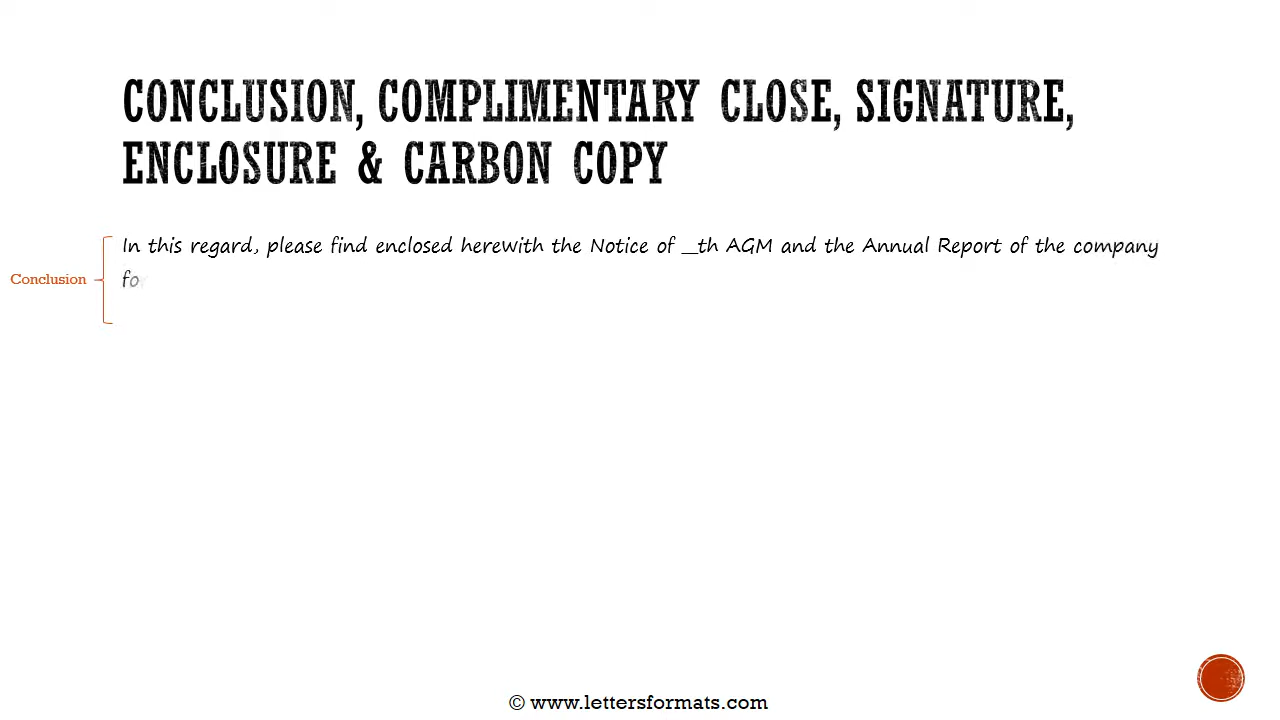 CONCLUSION, COMPLIMENTARY CLOSE, SIGNATURE,
ENCLOSURE & CARBON COPY
In this regard, please find enclosed herewith the Notice of __th AGM and the Annual Report of the company
for
Conclusion
© www.lettersformats.com